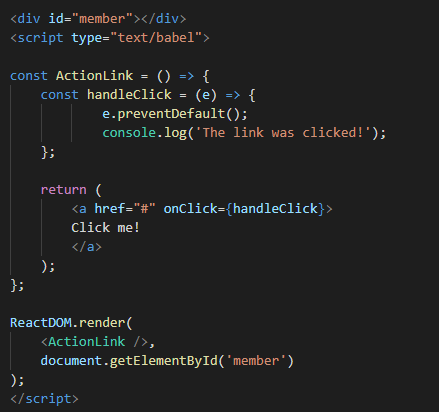 <div id="member"></div>
<script type="text/babel">
const ActionLink = () => {
    const handleClick = (e) => {
            e.preventDefault();
            console.log('The link was clicked!');
    };
    return (
        <a href="#" onClick={handleClick}>
        Click me!
        </a>
    );
};
ReactDOM.render(
    <ActionLink />,
    document.getElementById('member')
);
</script>